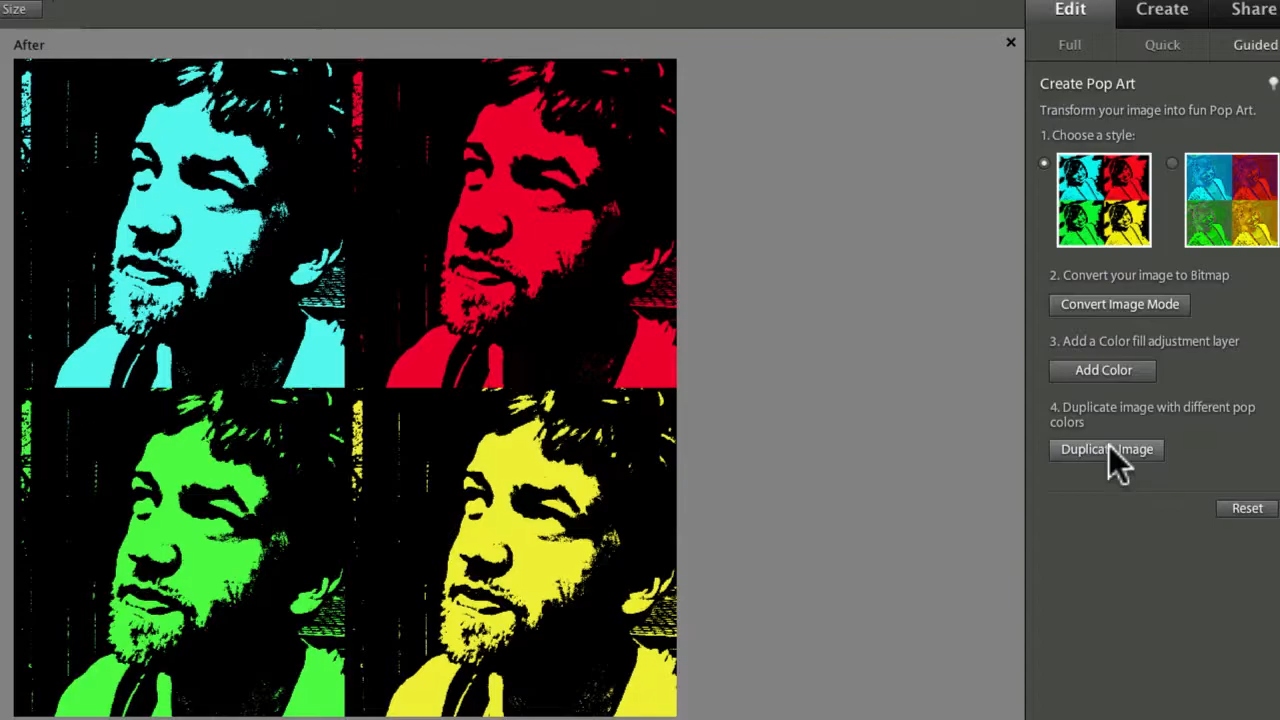 Size
Edit Create Share
After
Full Quick Guided
Create Pop Art
Transform your image into fun Pop Art.
1. Choose a style:
2. Convert your image to Bitmap
Convert Image Mode
3. Add a Color fill adjustment layer
Add Color
4. Duplicate image with different pop
colors
Duplicate Image
Reset